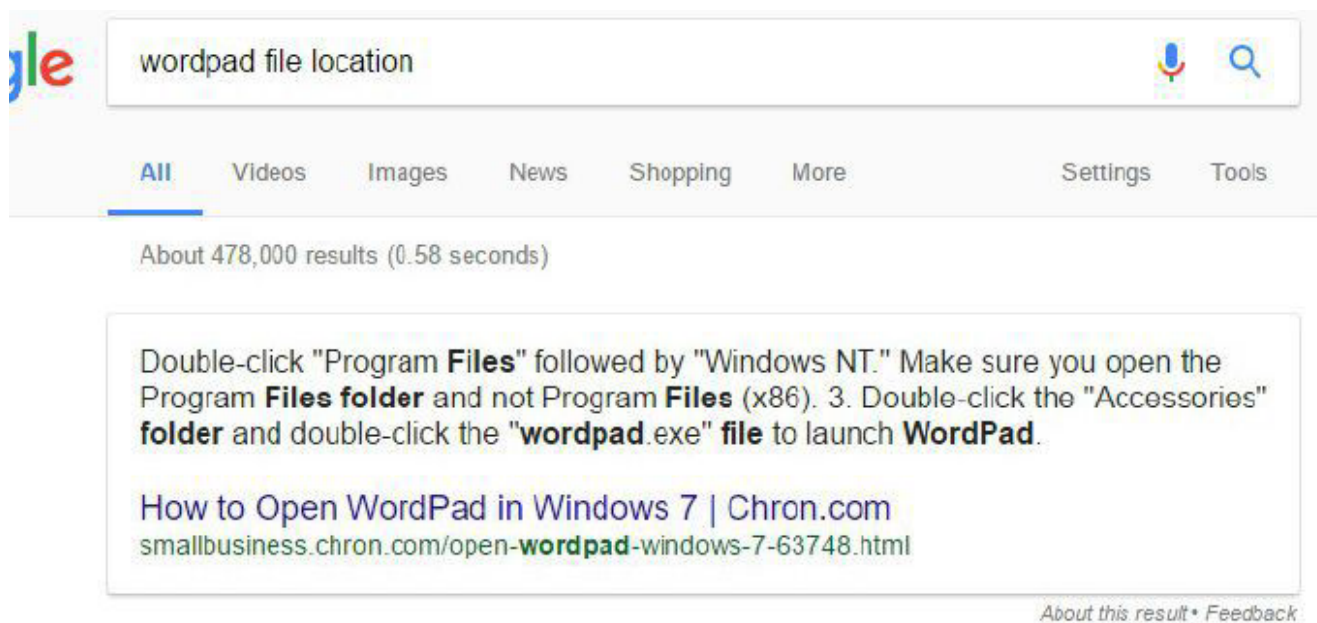 gle
wordpad file location
All Videos Images News Shopping More Settings Tools
About 478,000 results (0.58 seconds)
Double-click "Program Files" followed by "Windows NT." Make sure you open the
Program Files folder and not Program Files (x86). 3. Double-click the "Accessories"
folder and double-click the "wordpad.exe" file to launch WordPad.
How to Open WordPad in Windows 7 | Chron.com
smallbusiness.chron.com/open-wordpad-windows-7-63748.html
About this result • Feedback